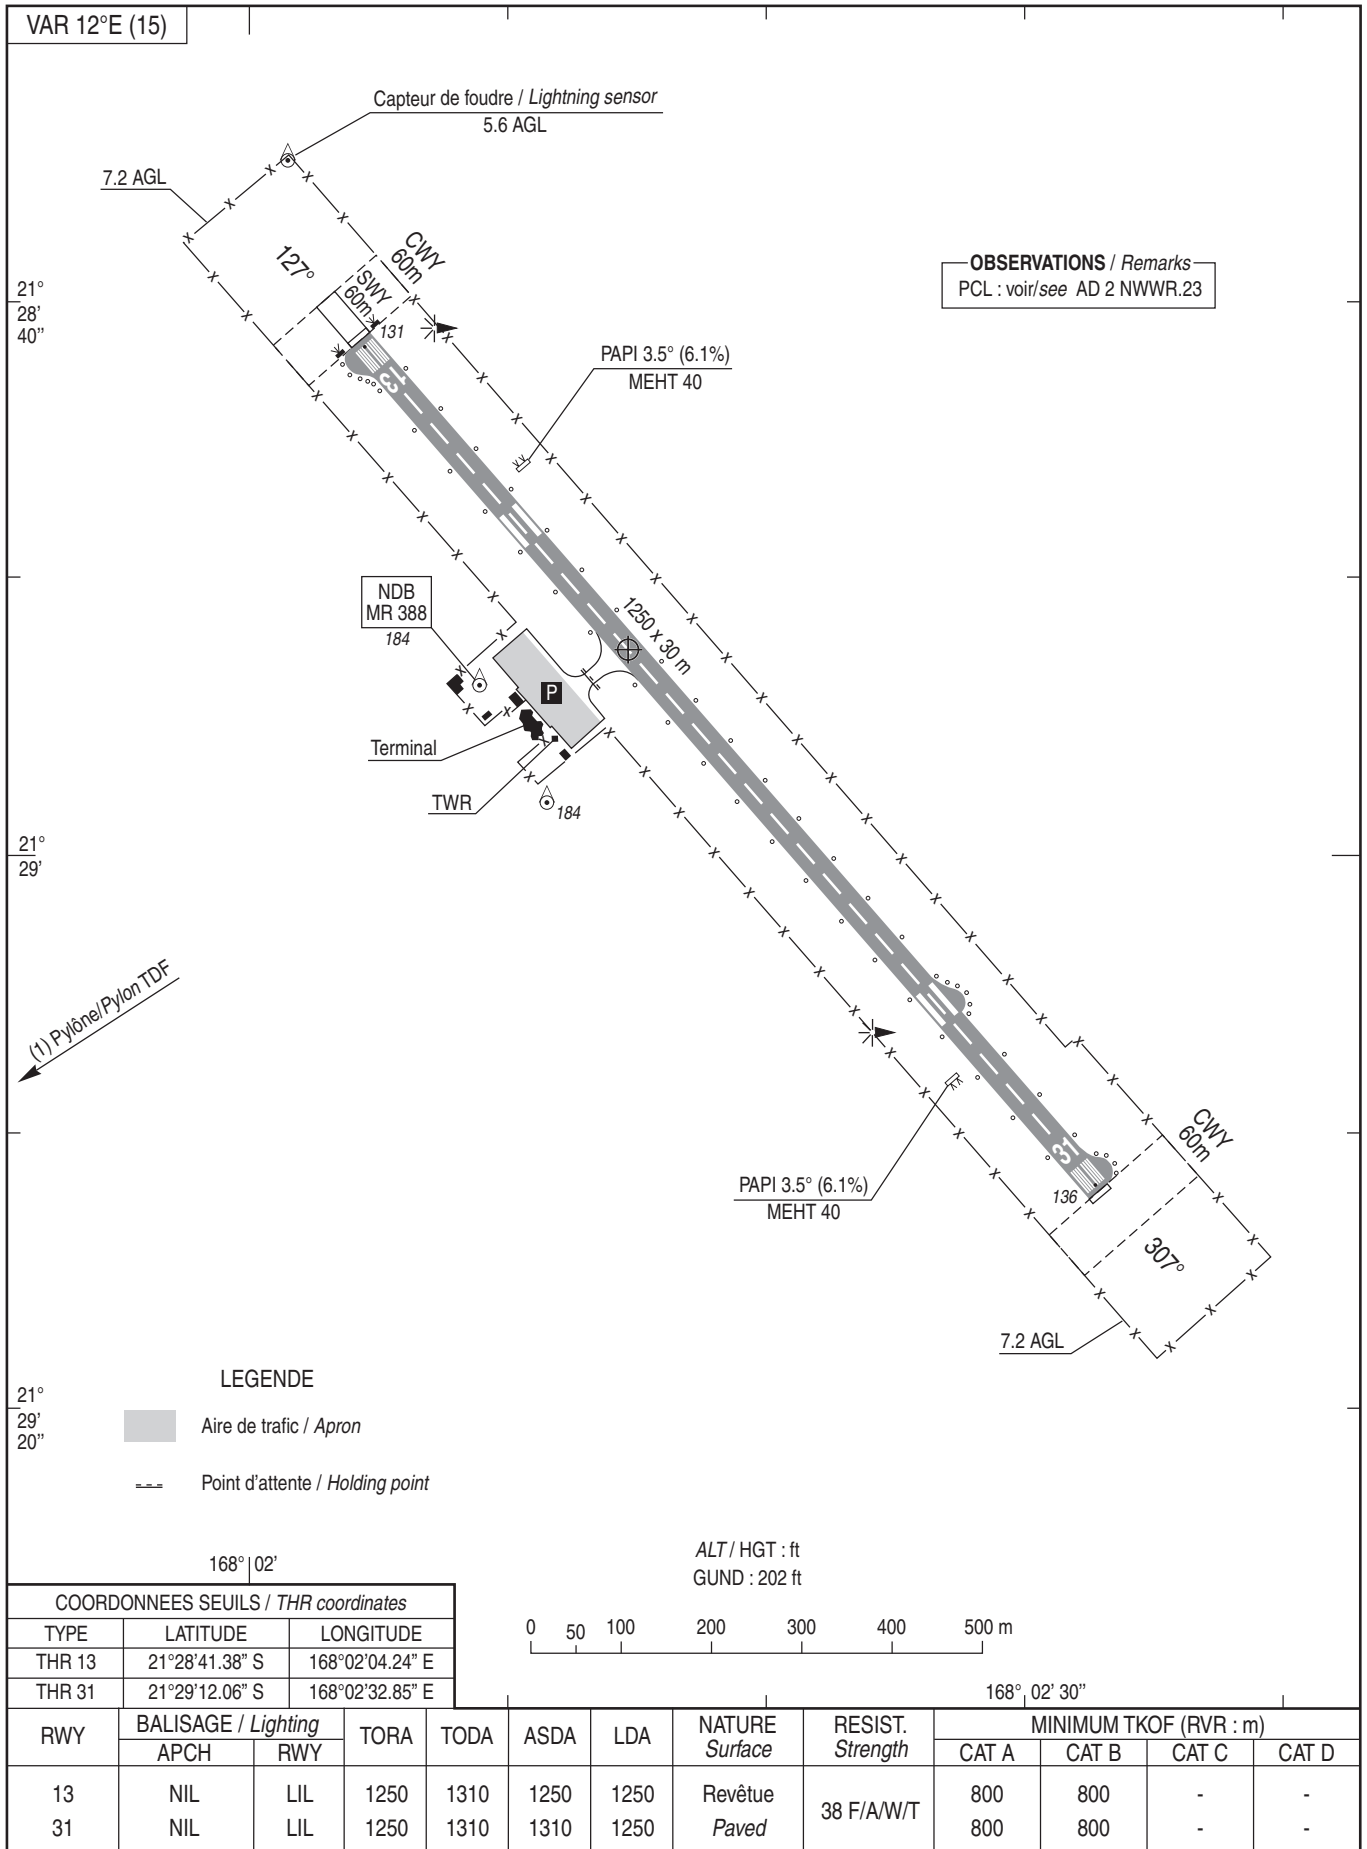 VAR 12°E (15)
Capteur de foudre / Lightning sensor
5.6 AGL
7.2 AGL
127°
CWY
60m
SWY
60m
131
OBSERVATIONS / Remarks
PCL : voir/see AD 2 NWWR.23
21°
28’
40”
PAPI 3.5° (6.1%)
MEHT 40
13
NDB
MR 388
184
1250 x 30 m
P
Terminal
TWR
184
21°
29’
(1) Pylône/Pylon TDF
CWY
60m
31
PAPI 3.5° (6.1%)
MEHT 40
136
307°
7.2 AGL
LEGENDE
21°
29’
20”
Aire de trafic / Apron
Point d'attente / Holding point
168° 02’
ALT / HGT : ft
GUND : 202 ft
COORDONNEES SEUILS / THR coordinates
TYPE LATITUDE LONGITUDE
THR 13 21°28’41.38” S 168°02’04.24” E
THR 31 21°29’12.06” S 168°02’32.85” E
0 50 100 200 300 400 500 m
168° 02’ 30”
RWY BALISAGE / Lighting TORA TODA ASDA LDA NATURE RESIST. MINIMUM TKOF (RVR : m)
APCH RWY Surface Strength CAT A CAT B CAT C CAT D
13 NIL LIL 1250 1310 1250 1250 Revêtue 38 F/A/W/T 800 800 - -
31 NIL LIL 1250 1310 1310 1250 Paved 800 800 - -